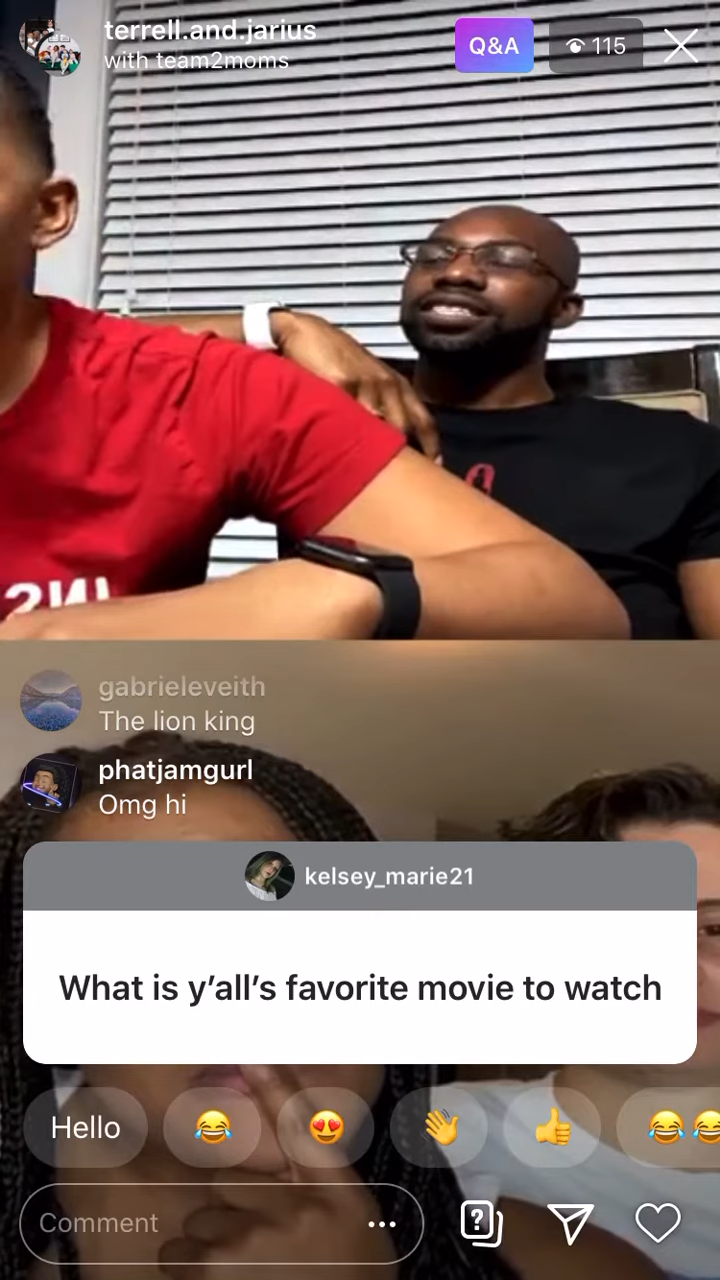 terrell.and.jarius
with team2moms
Q&A
115
gabrieleveith
The lion king
phatjamgurl
Omg hi
kelsey_marie21
What is y'all's favorite movie to watch
Hello
Comment